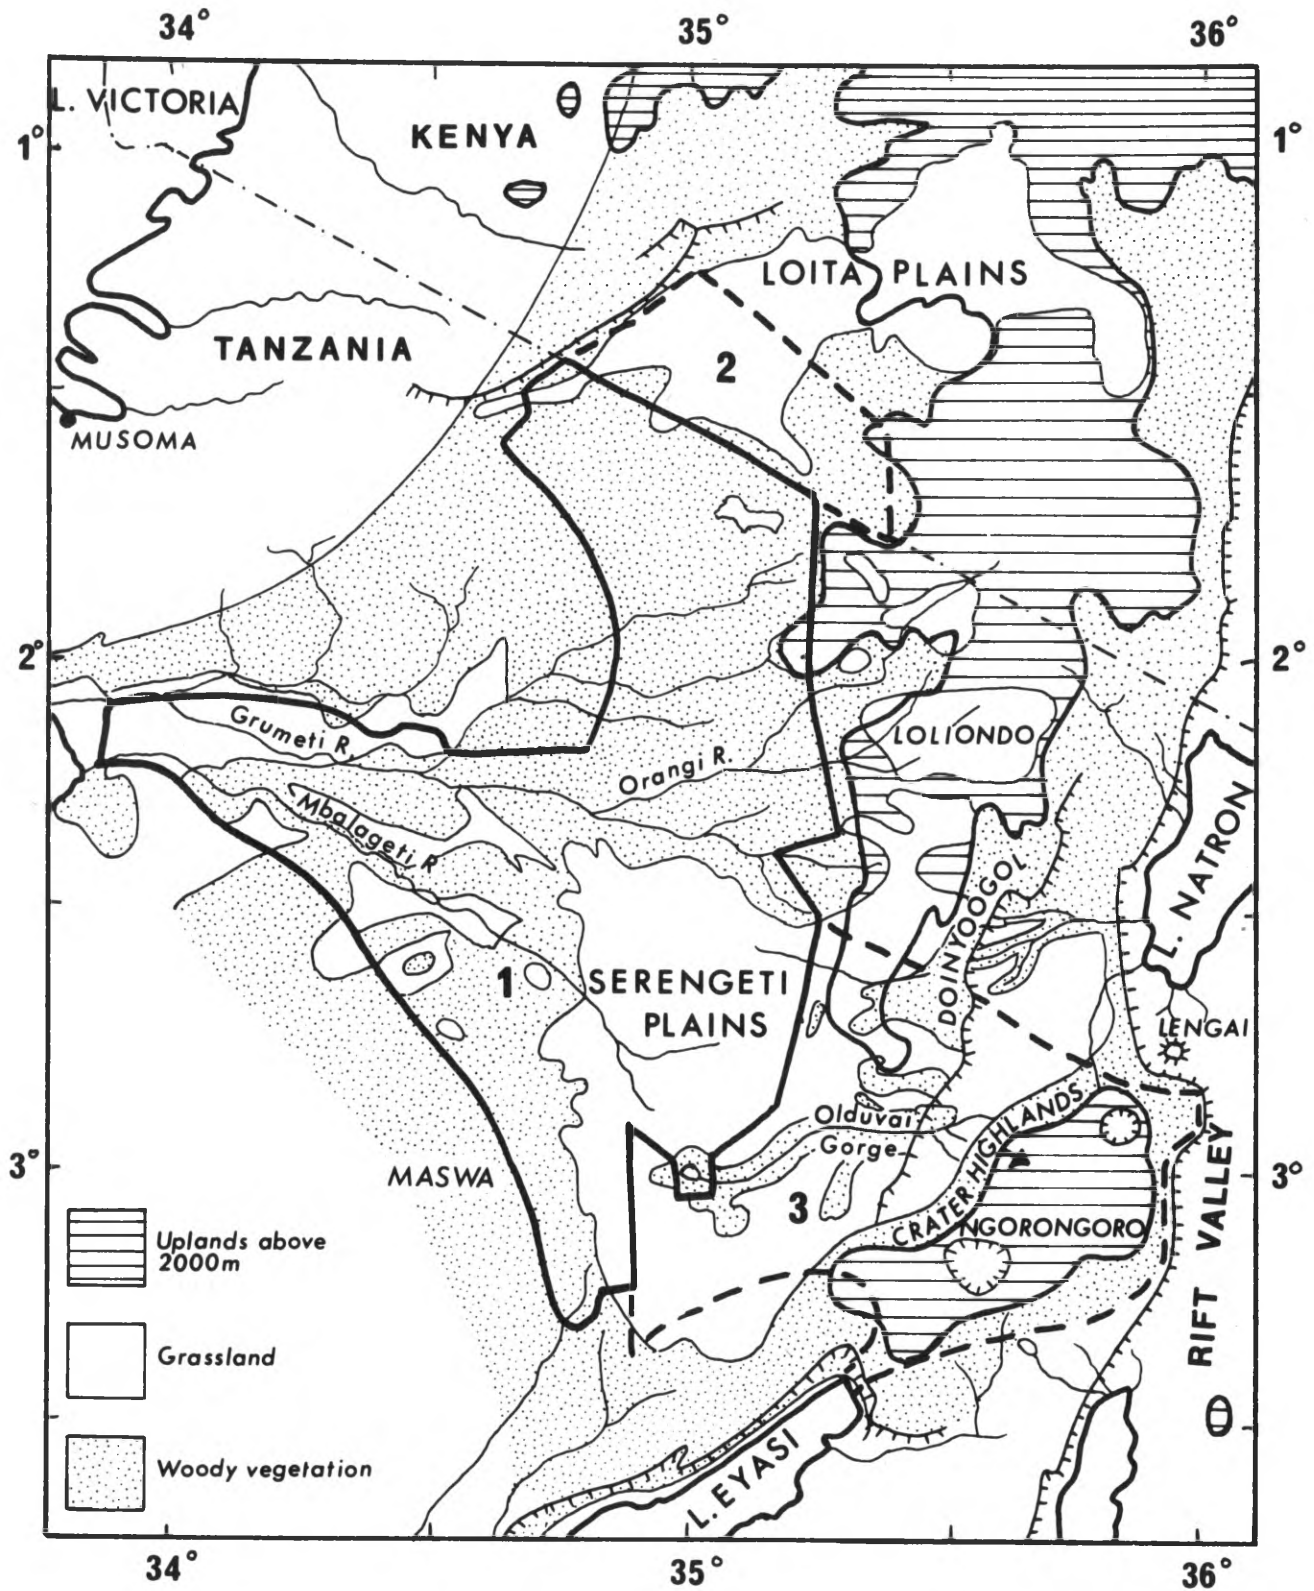 34° 35° 36°
L. VICTORIA
KENYA
1° 1°
LOITA PLAINS
TANZANIA
2
MUSOMA
2° 2°
Grumeti R.
LOLIONDO
Orangi R.
Mbalageti R
L. NATRON
DOINYOOGOL
1
SERENGETI
PLAINS
LENGAI
Olduvai
Gorge
CRATER HIGHLANDS
3° 3°
MASWA
3
NGORONGORO
RIFT VALLEY
Uplands above
2000m
Grassland
Woody vegetation
L. EYASI
34° 35° 36°